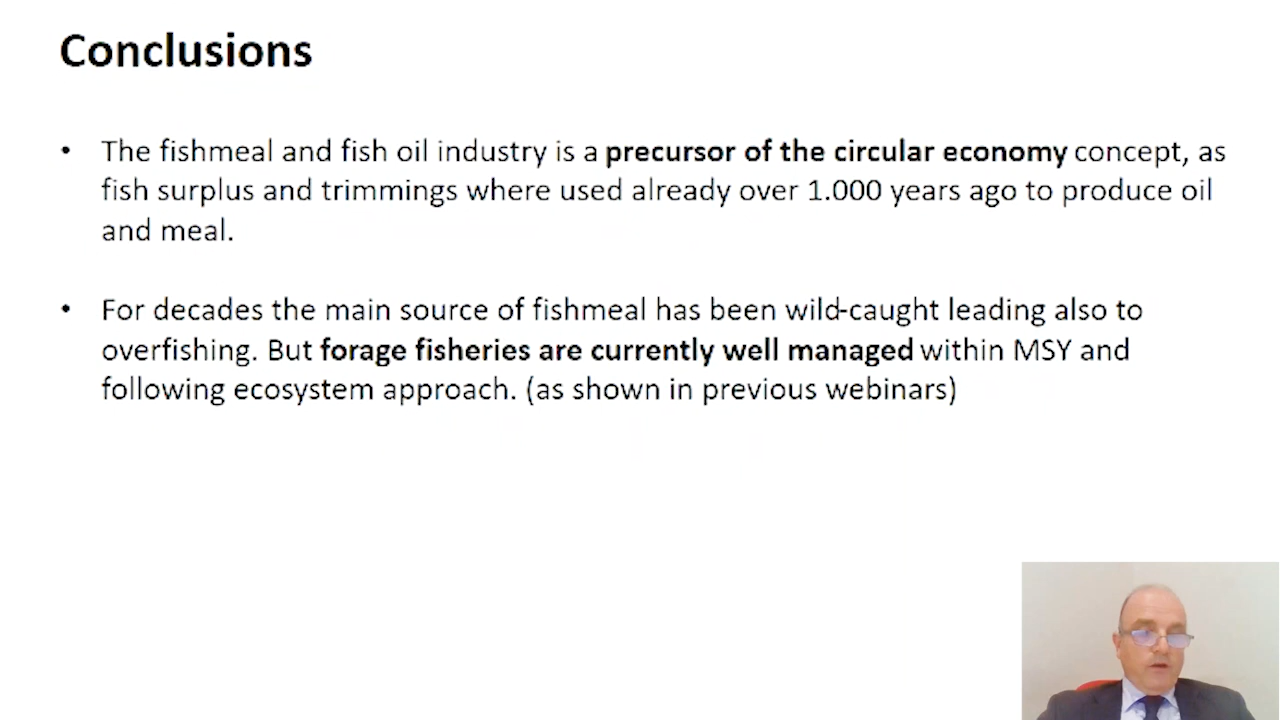 Conclusions
• The fishmeal and fish oil industry is a precursor of the circular economy concept, as
fish surplus and trimmings where used already over 1.000 years ago to produce oil
and meal.
• For decades the main source of fishmeal has been wild-caught leading also to
overfishing. But forage fisheries are currently well managed within MSY and
following ecosystem approach. (as shown in previous webinars)